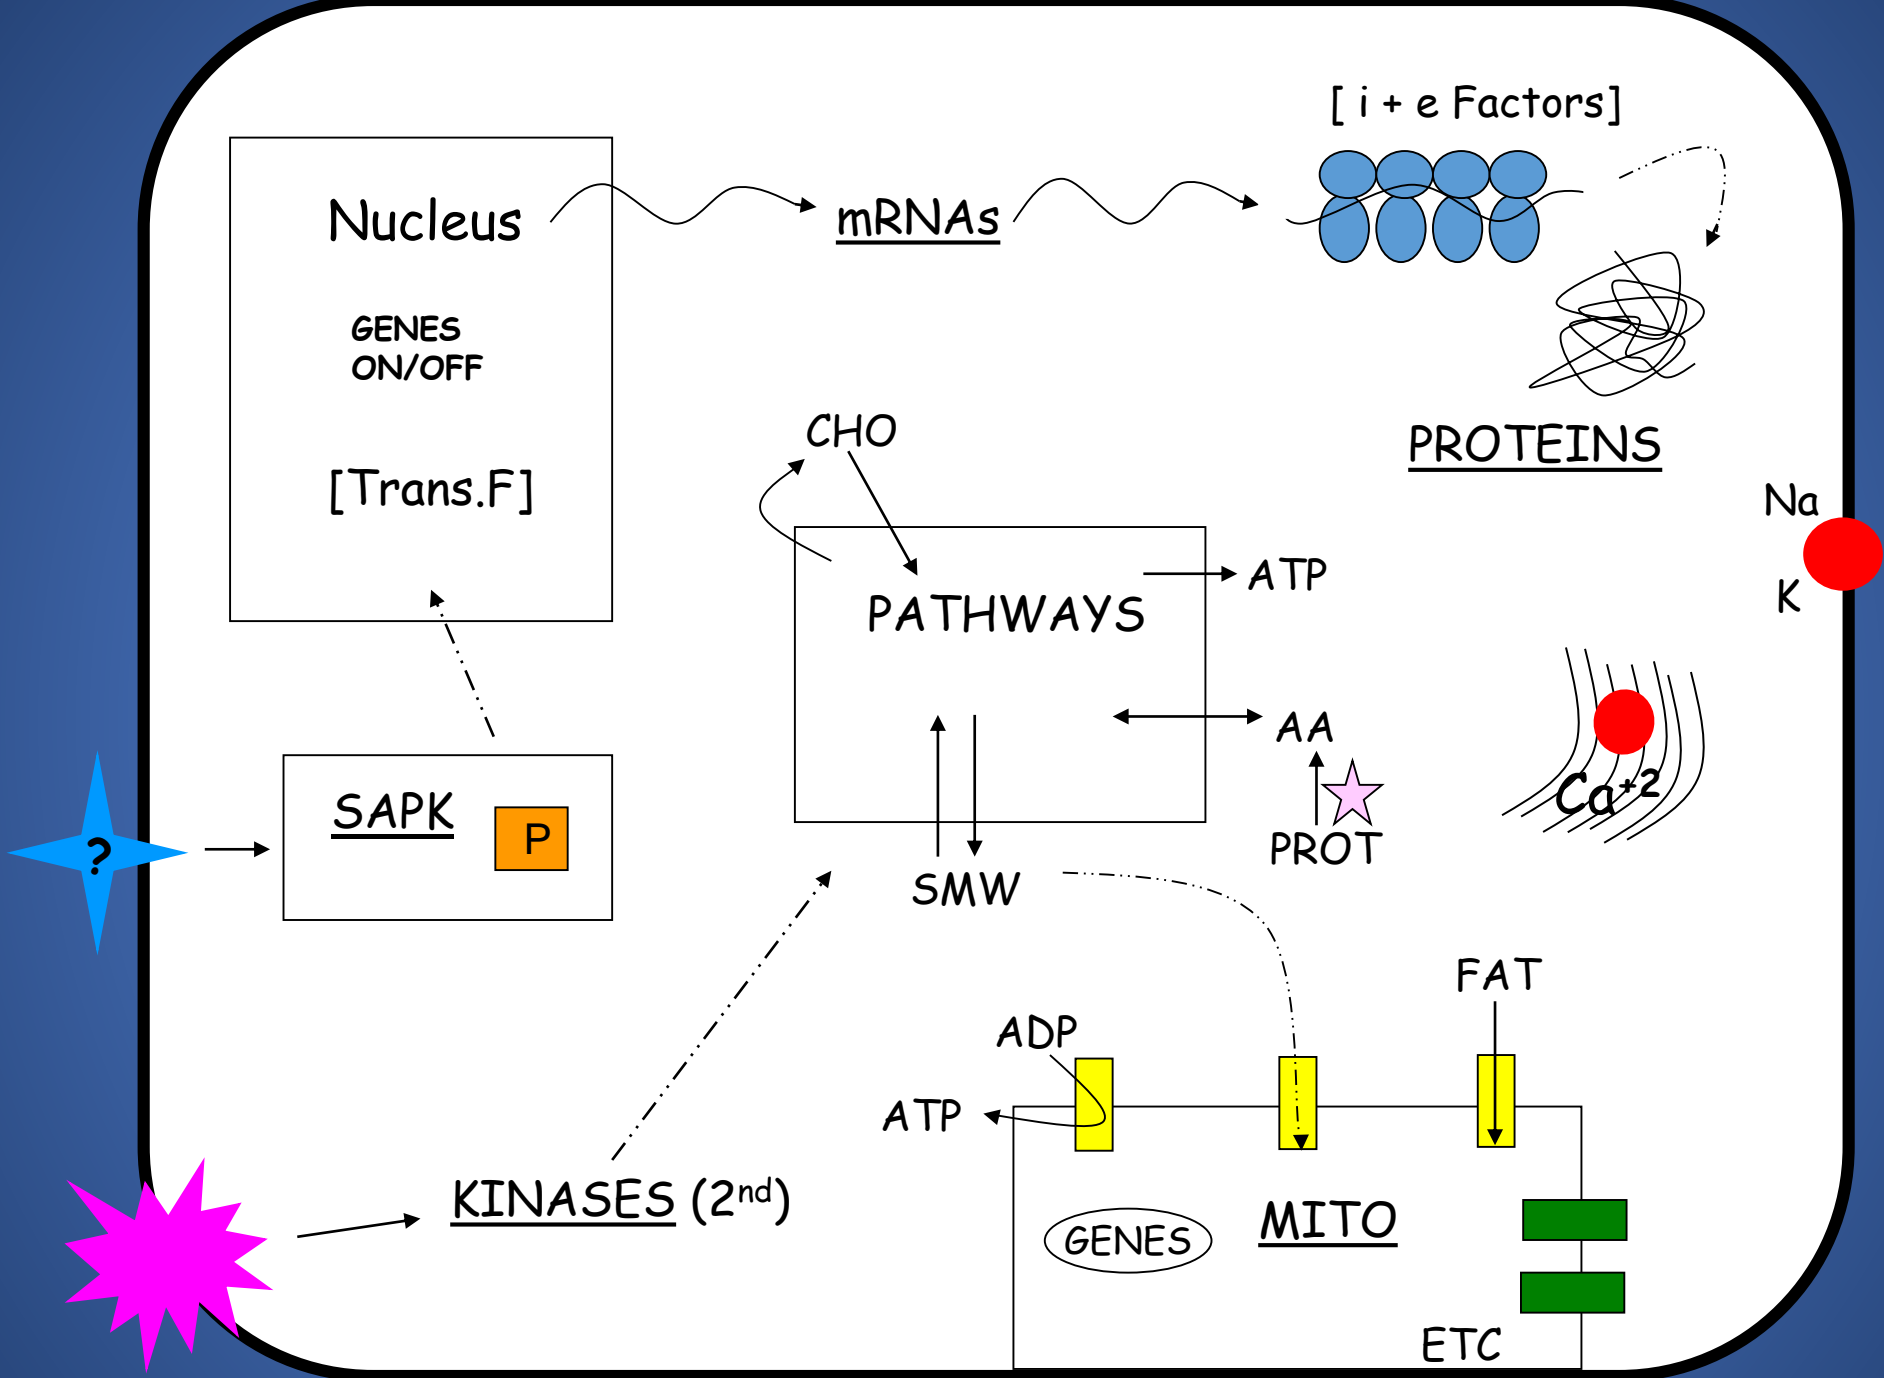 [ i + e Factors]
Nucleus
mRNAs
GENES
ON/OFF
CHO
PROTEINS
[Trans.F]
Na
ATP
PATHWAYS
K
AA
Ca+2
SAPK
P
?
PROT
SMW
FAT
ADP
ATP
KINASES (2nd)
GENES
MITO
ETC